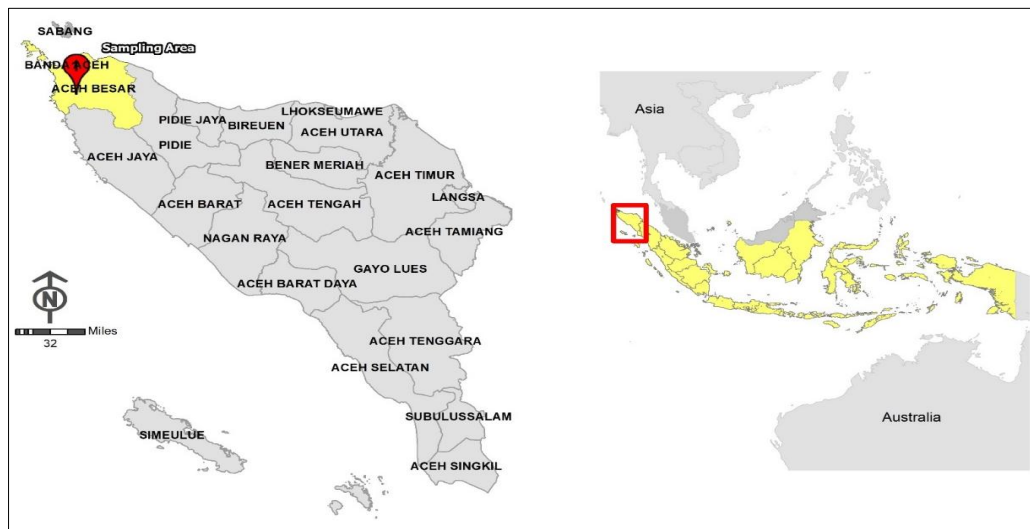 SABANG
Sampling Area
BANDA ACEH
ACEH BESAR
LHOKSEUMAWE
PIDIE JAYA
BIREUEN
ACEH UTARA
ACEH JAYA
PIDIE
BENER MERIAH
ACEH TIMUR
LANGSA
ACEH BARAT
ACEH TENGAH
NAGAN RAYA
ACEH TAMIANG
GAYO LUES
ACEH BARAT DAYA
N
Miles
32
ACEH TENGGARA
ACEH SELATAN
SUBULUSSALAM
SIMEULUE
ACEH SINGKIL
Asia
Australia